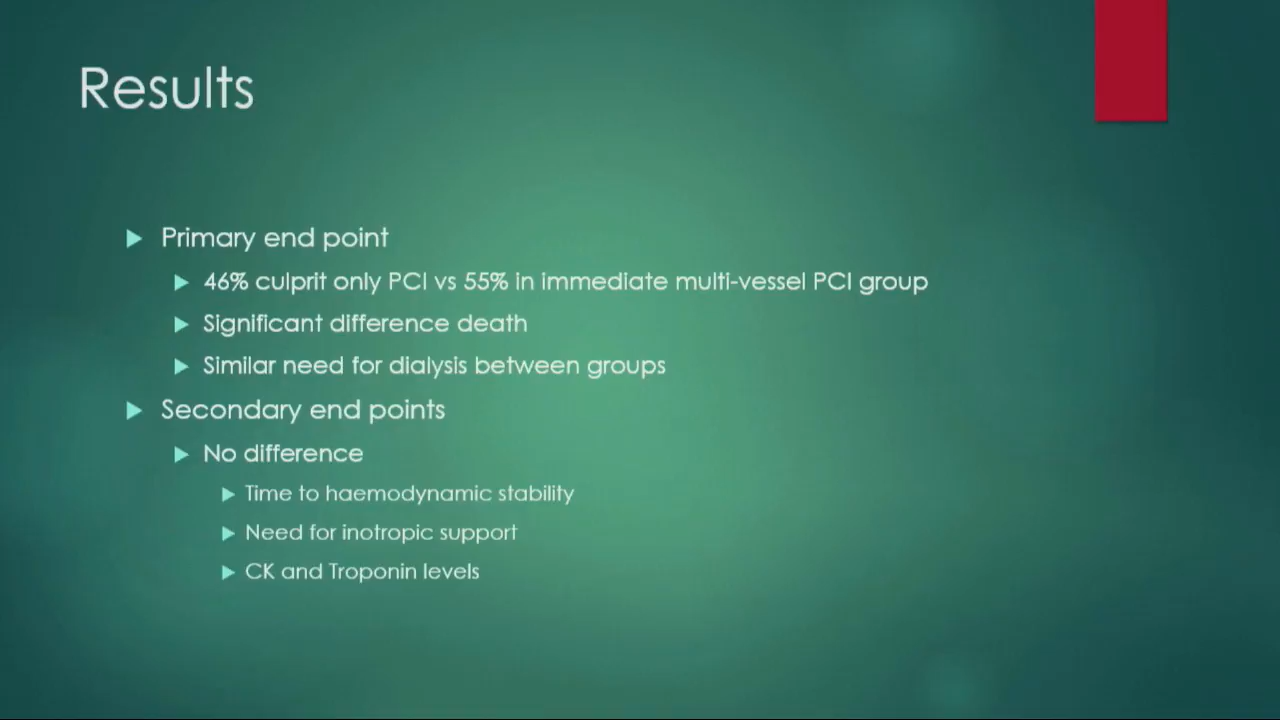 Results
Primary end point
46% culprit only PCI vs 55% in immediate multi-vessel PCI group
Significant difference death
Similar need for dialysis between groups
Secondary end points
No difference
Time to haemodynamic stability
Need for inotropic support
CK and Troponin levels